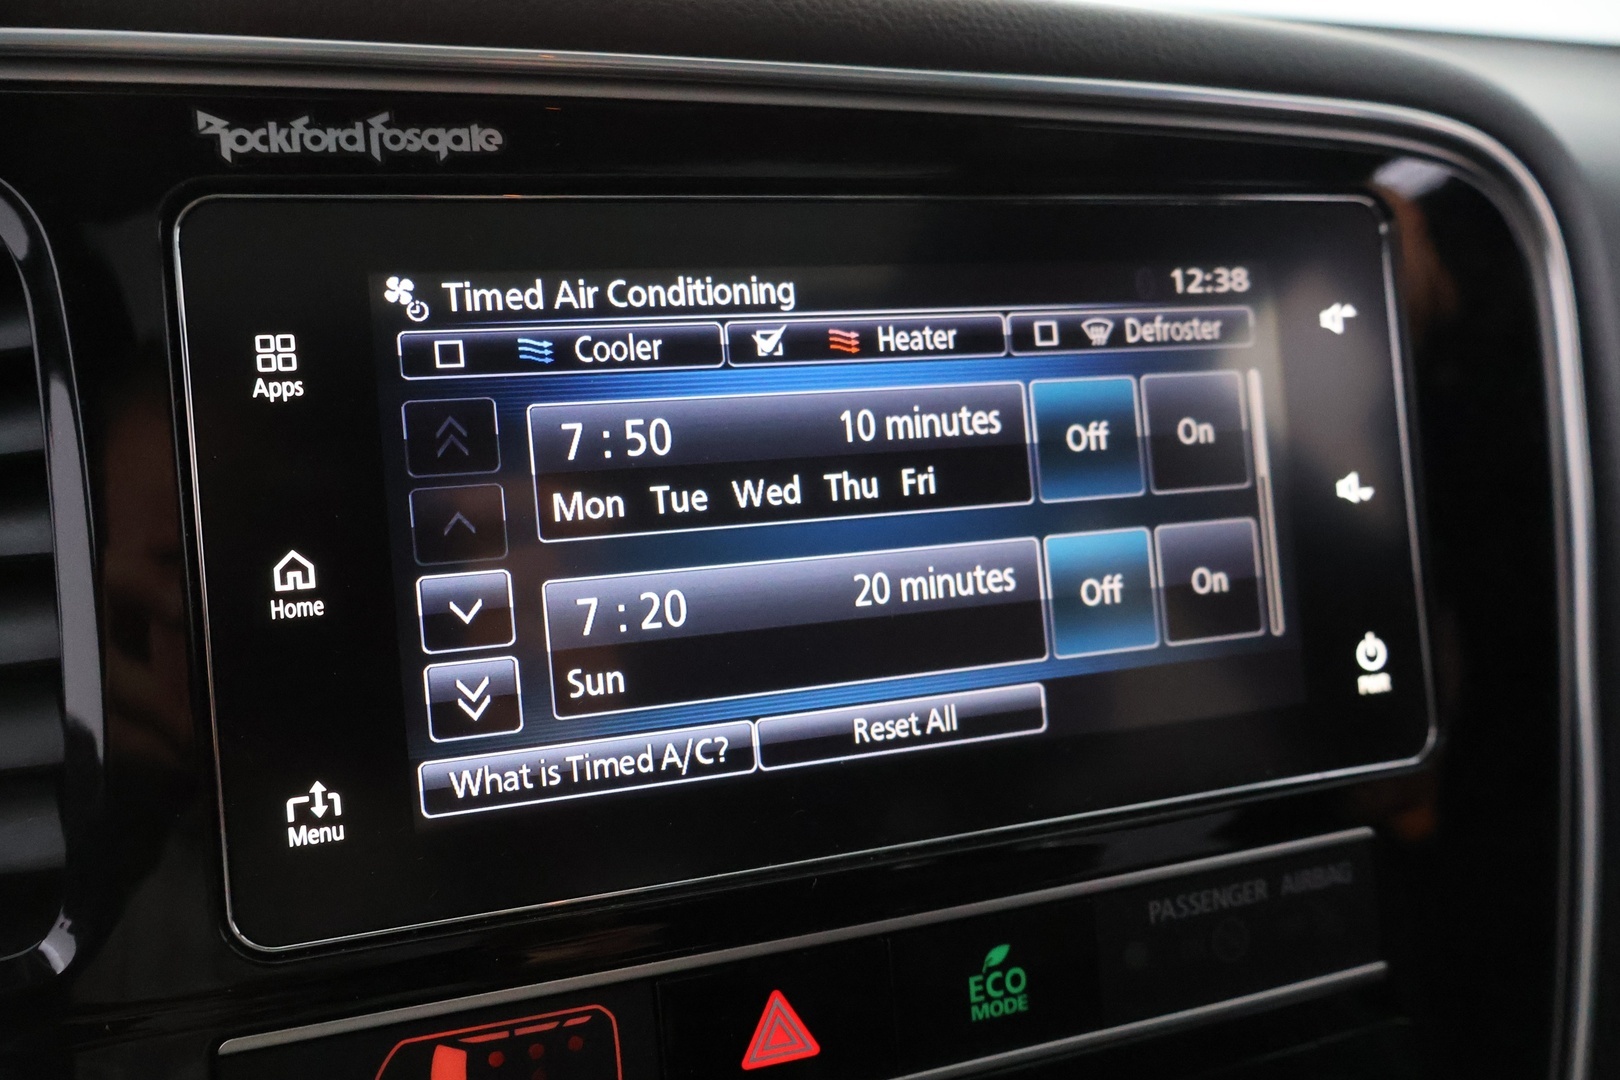 Rockford Fosgate
Timed Air Conditioning
12:38
Cooler
Heater
Defroster
Apps
7 : 50
10 minutes
Off
On
Mon Tue Wed Thu Fri
Home
7 : 20
20 minutes
Off
On
Sun
PWR
What is Timed A/C?
Reset All
Menu
PASSENGER AIRBAG
ECO
MODE